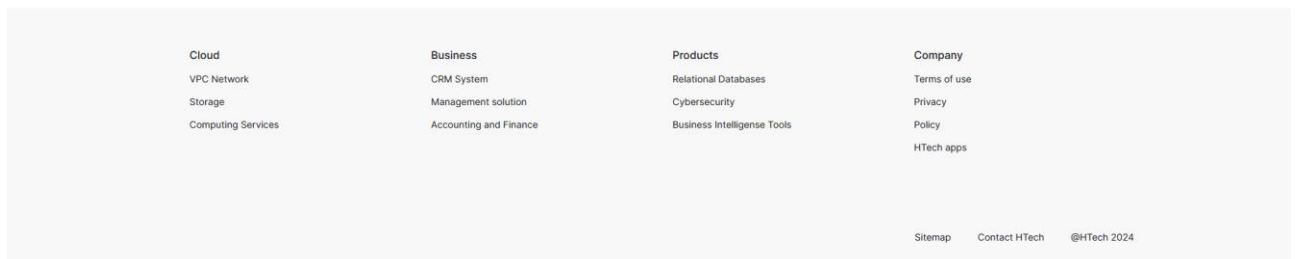 Cloud
VPC Network
Storage
Computing Services
Business
CRM System
Management solution
Accounting and Finance
Products
Relational Databases
Cybersecurity
Business Intelligense Tools
Company
Terms of use
Privacy
Policy
HTech apps
Sitemap Contact HTech @HTech 2024